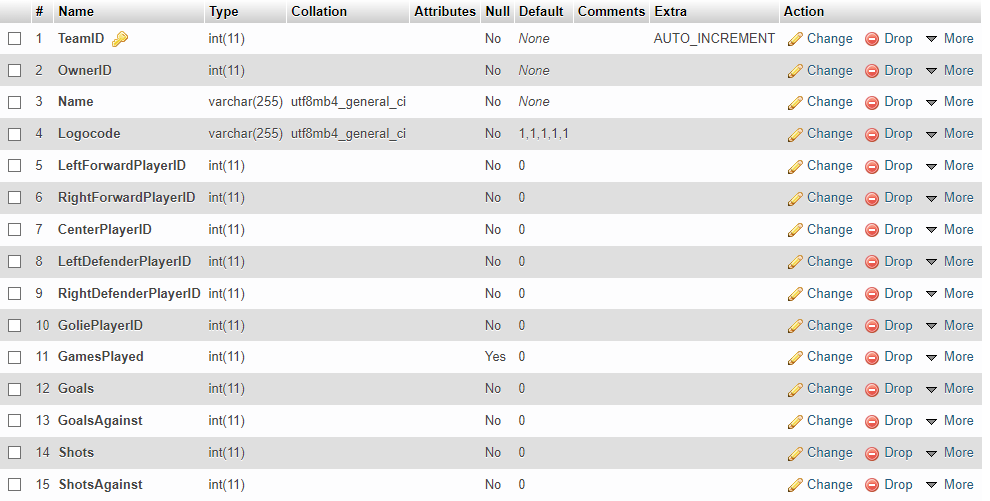 # Name Type Collation Attributes Null Default Comments Extra Action
1 TeamID int(11) No None AUTO_INCREMENT Change Drop More
2 OwnerID int(11) No None Change Drop More
3 Name varchar(255) utf8mb4_general_ci No None Change Drop More
4 Logocode varchar(255) utf8mb4_general_ci No 1,1,1,1,1 Change Drop More
5 LeftForwardPlayerID int(11) No 0 Change Drop More
6 RightForwardPlayerID int(11) No 0 Change Drop More
7 CenterPlayerID int(11) No 0 Change Drop More
8 LeftDefenderPlayerID int(11) No 0 Change Drop More
9 RightDefenderPlayerID int(11) No 0 Change Drop More
10 GoliePlayerID int(11) No 0 Change Drop More
11 GamesPlayed int(11) Yes 0 Change Drop More
12 Goals int(11) No 0 Change Drop More
13 GoalsAgainst int(11) No 0 Change Drop More
14 Shots int(11) No 0 Change Drop More
15 ShotsAgainst int(11) No 0 Change Drop More